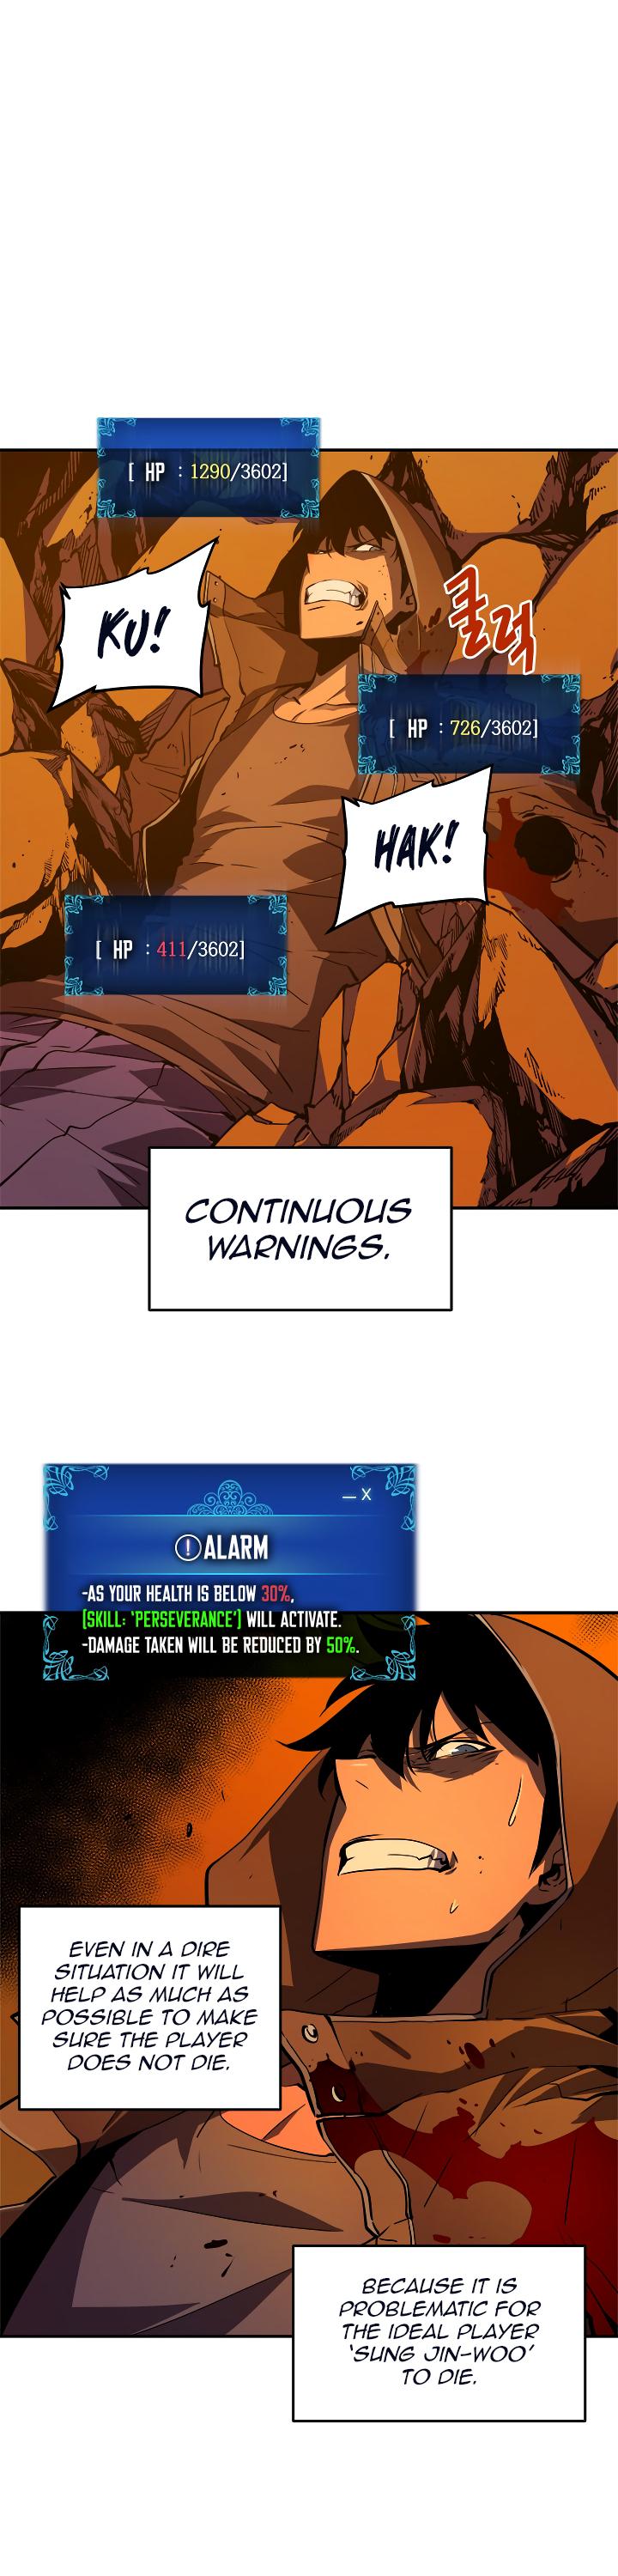 [ HP : 1290/3602]
KU!
쿨럭
[ HP : 726/3602]
HAK!
[ HP : 411/3602]
CONTINUOUS
WARNINGS.
— X
! ALARM
-AS YOUR HEALTH IS BELOW 30%,
[SKILL: 'PERSEVERANCE'] WILL ACTIVATE.
-DAMAGE TAKEN WILL BE REDUCED BY 50%.
EVEN IN A DIRE
SITUATION IT WILL
HELP AS MUCH AS
POSSIBLE TO MAKE
SURE THE PLAYER
DOES NOT DIE.
BECAUSE IT IS
PROBLEMATIC FOR
THE IDEAL PLAYER
'SUNG JIN-WOO'
TO DIE.